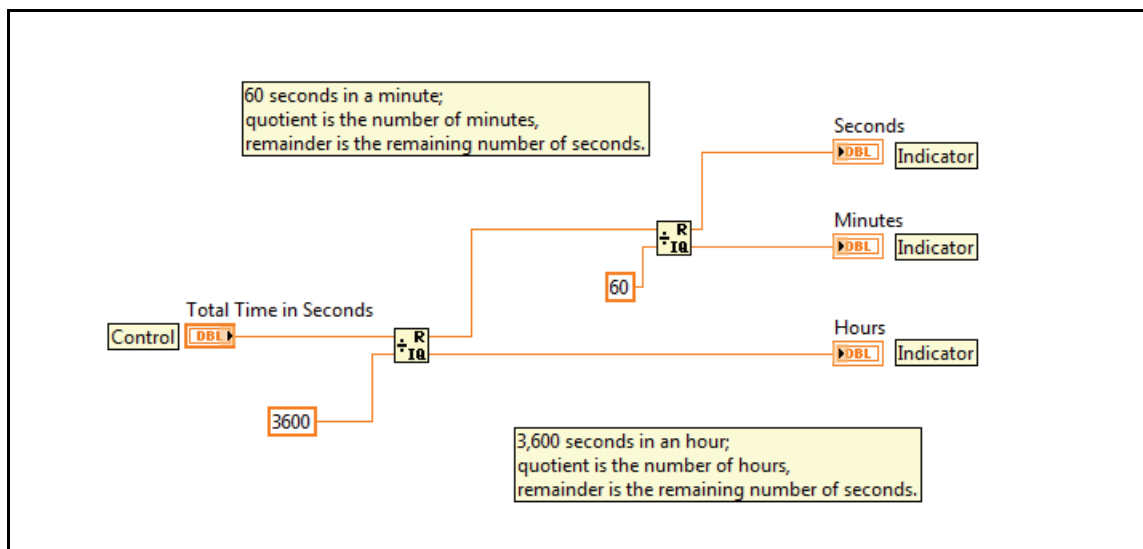 60 seconds in a minute;
quotient is the number of minutes,
remainder is the remaining number of seconds.
Seconds
DBL
Indicator
R
IQ
Minutes
DBL
Indicator
60
Total Time in Seconds
Control
DBL
R
IQ
Hours
DBL
Indicator
3600
3,600 seconds in an hour;
quotient is the number of hours,
remainder is the remaining number of seconds.